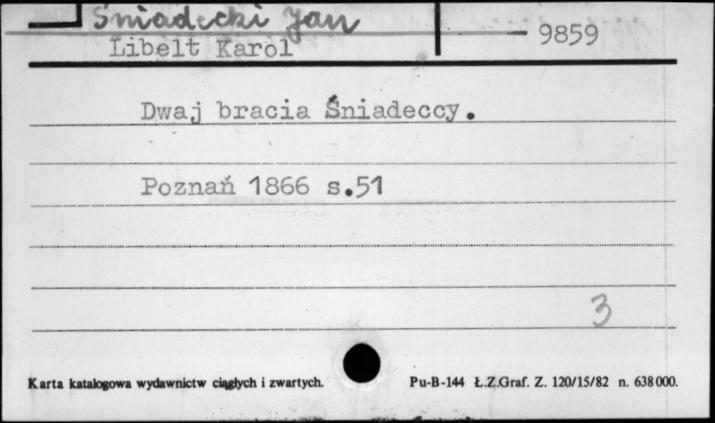 Śniadecki Jan
Libelt Karol
9859
Dwaj bracia Śniadeccy.
Poznań 1866 s.51
3
Karta katalogowa wydawnictw ciągłych i zwartych.
Pu-B-144 Ł.Z.Graf. Z. 120/15/82 n. 638 000.